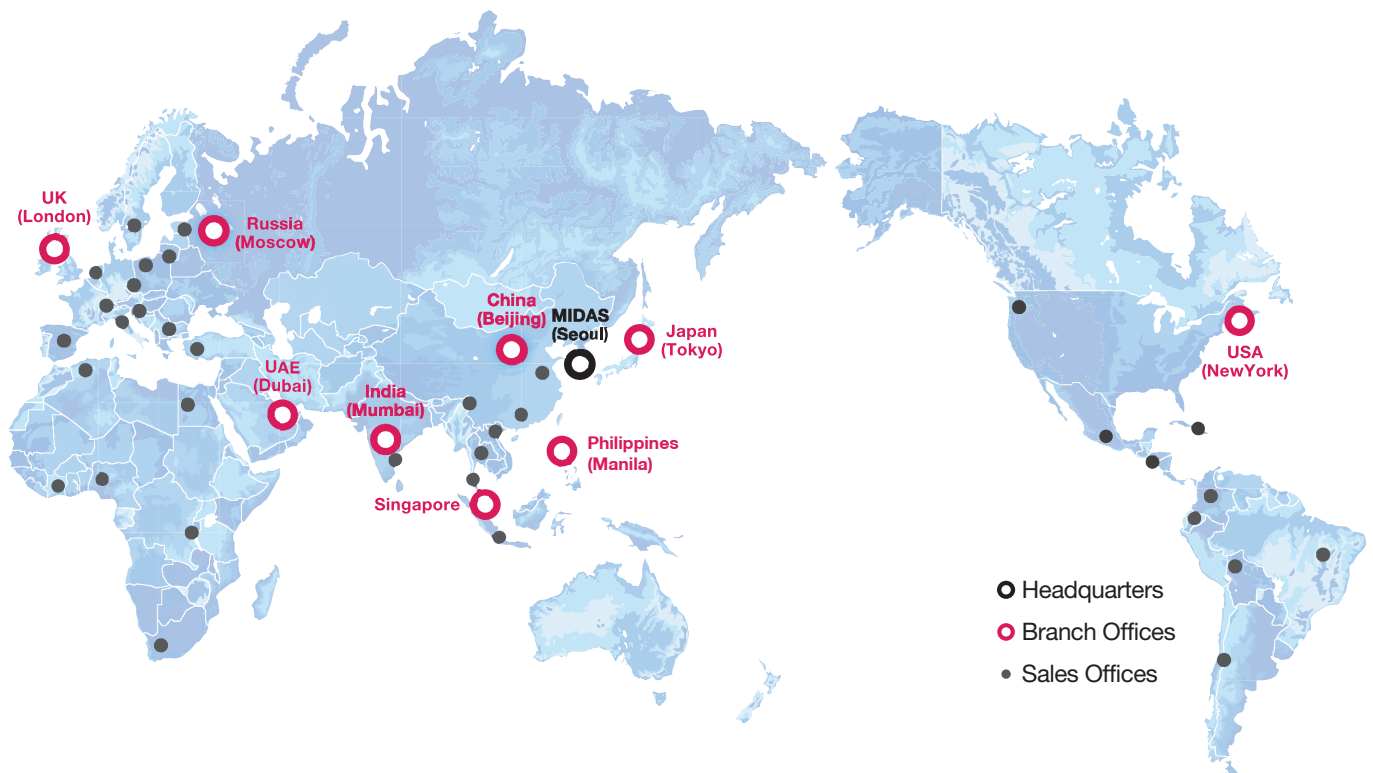 UK
(London)
Russia
(Moscow)
China
(Beijing)
MIDAS
(Seoul)
Japan
(Tokyo)
USA
(NewYork)
UAE
(Dubai)
India
(Mumbai)
Philippines
(Manila)
Singapore
Headquarters
Branch Offices
Sales Offices